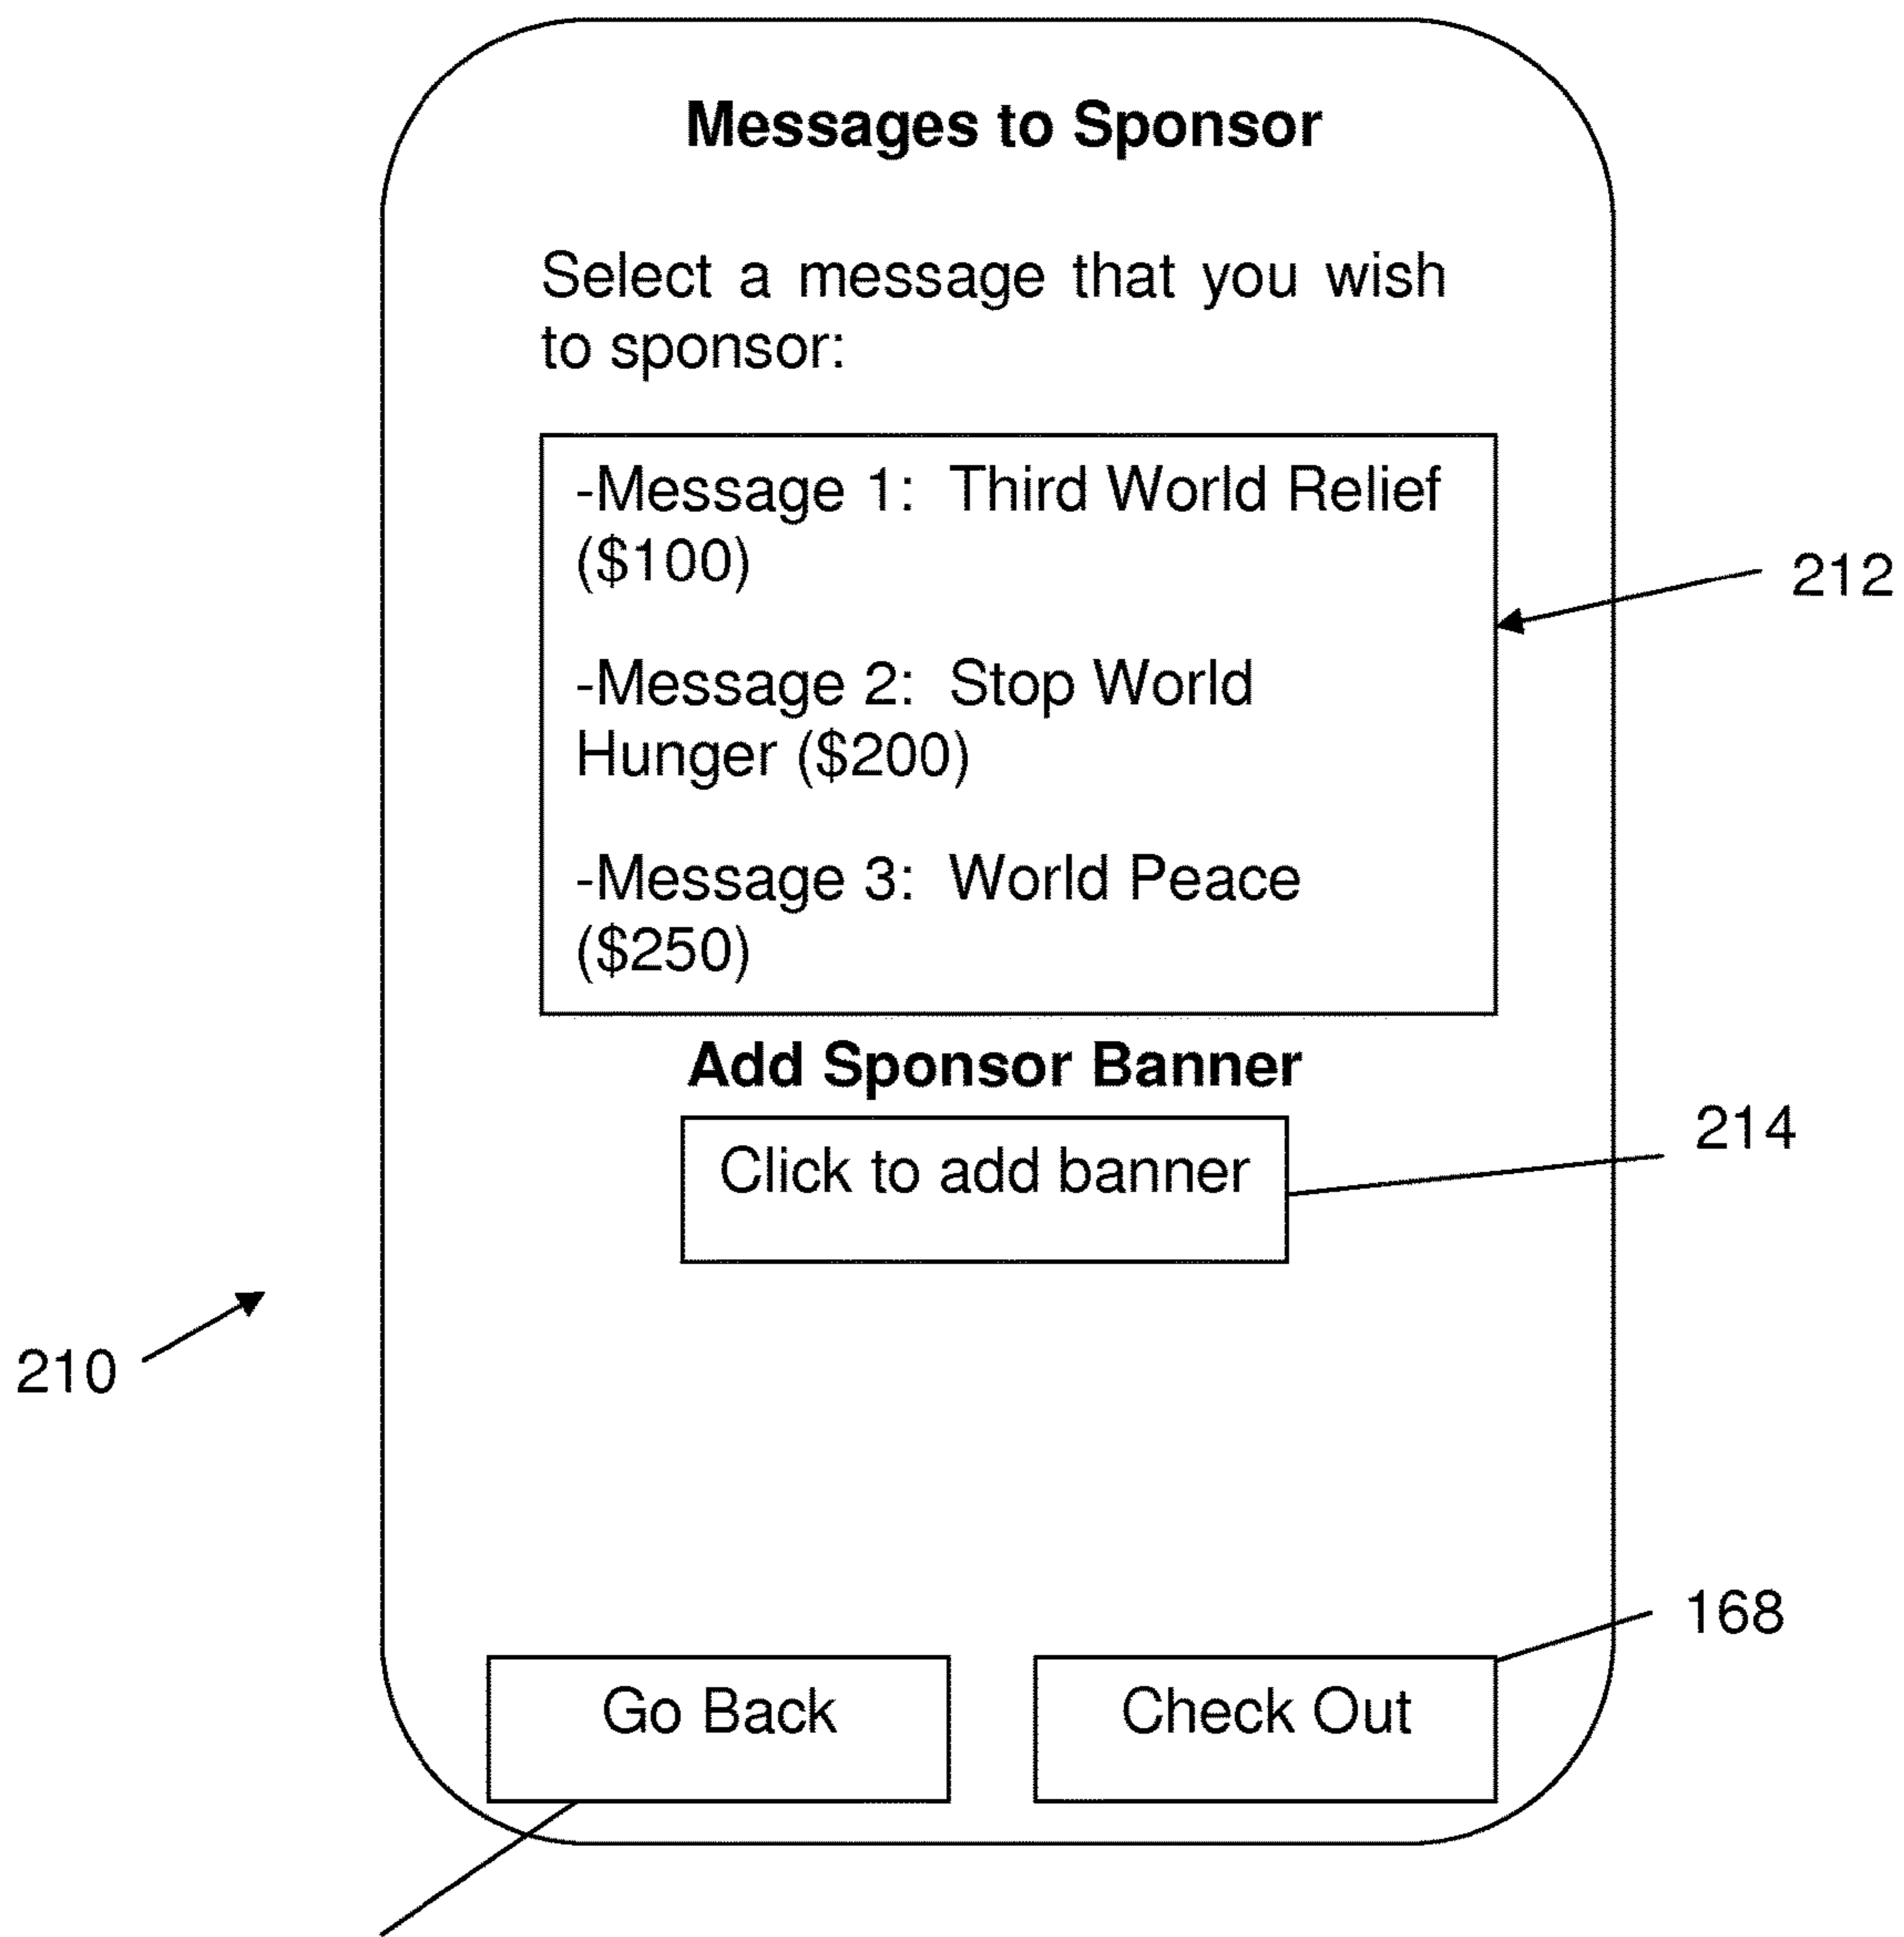 Messages to Sponsor
Select a message that you wish
to sponsor:
-Message 1: Third World Relief
($100)
212
-Message 2: Stop World
Hunger ($200)
-Message 3: World Peace
($250)
Add Sponsor Banner
214
Click to add banner
210
168
Go Back
Check Out